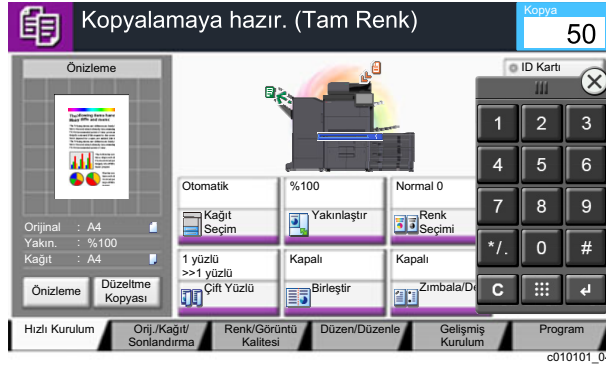 Kopyalamaya hazır. (Tam Renk)
Kopya
50
Önizleme
ID Kartı
Orijinal : A4
Yakın. : %100
Kağıt : A4
Önizleme
Düzeltme
Kopyası
Otomatik
Kağıt
Seçim
%100
Yakınlaştır
Normal 0
Renk
Seçimi
1 yüzlü
>>1 yüzlü
Çift Yüzlü
Kapalı
Birleştir
Kapalı
Zımbala/De
1 2 3
4 5 6
7 8 9
*/. 0 #
C
Hızlı Kurulum
Orij./Kağıt/
Sonlandırma
Renk/Görüntü
Kalitesi
Düzen/Düzenle
Gelişmiş
Kurulum
Program
c010101_04